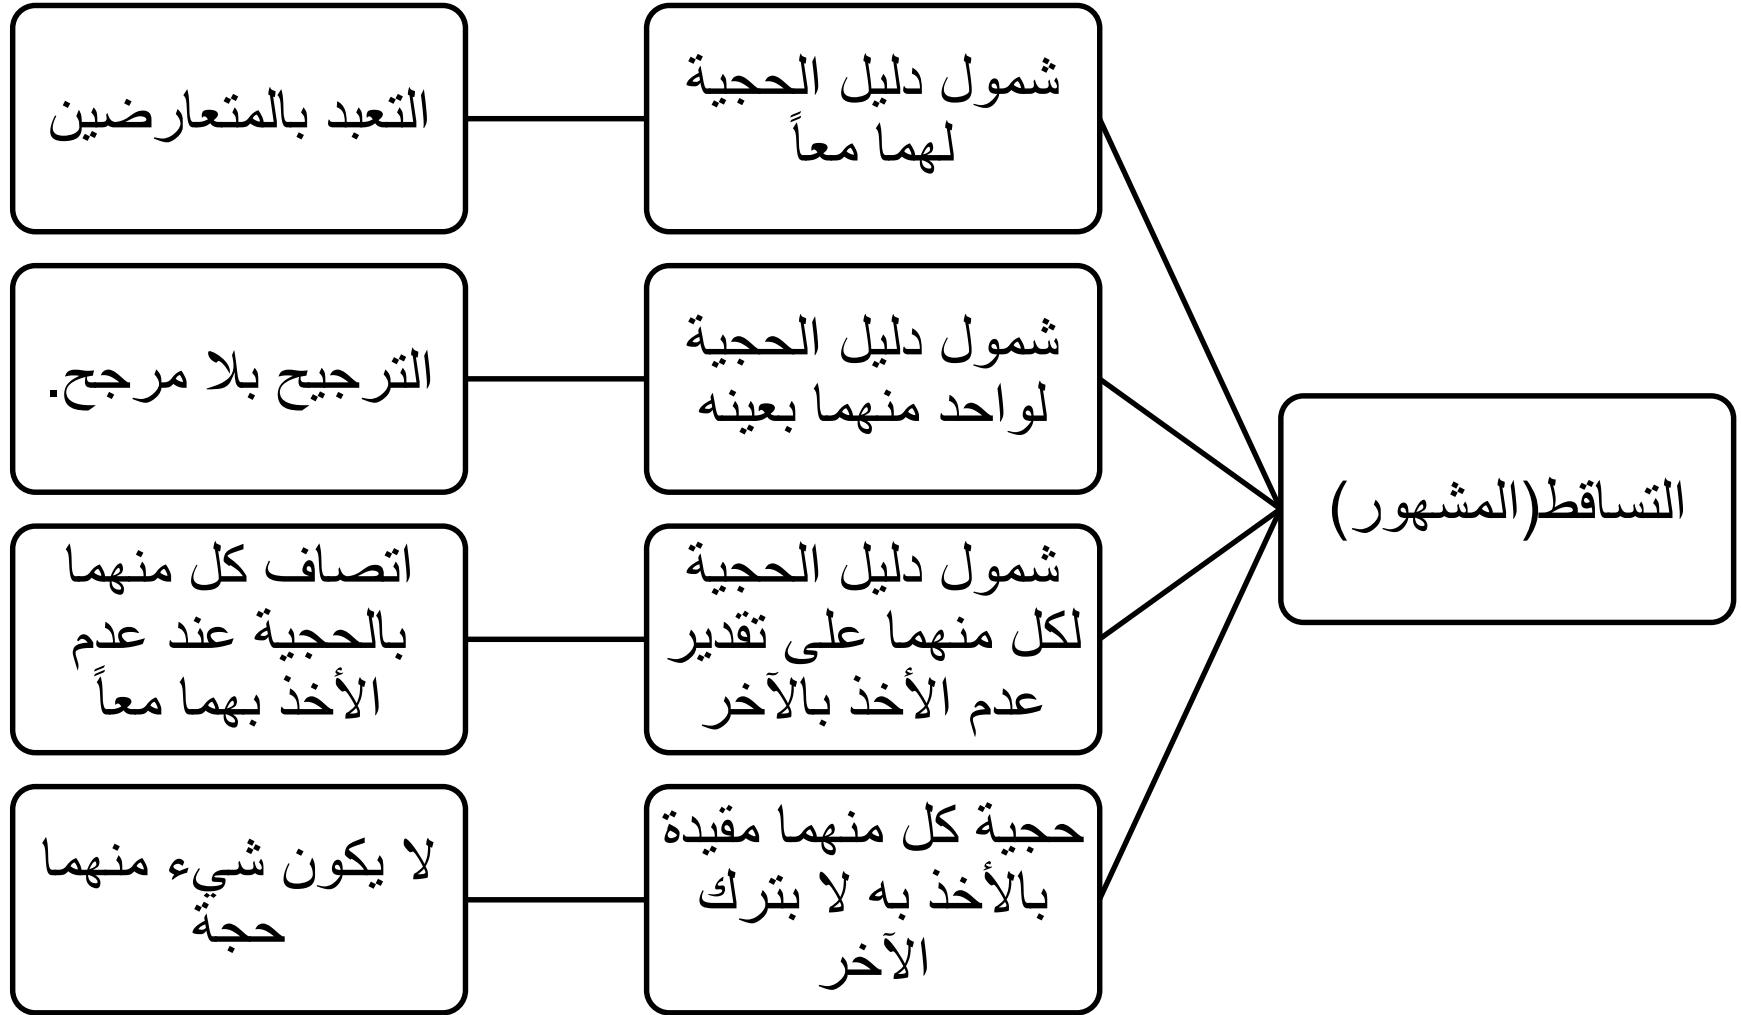 التساقط(المشهور)
شمول دليل الحجية
لهما معاً
التعبد بالمتعارضين
شمول دليل الحجية
لواحد منهما بعينه
الترجيح بلا مرجح.
شمول دليل الحجية
لكل منهما على تقدير
عدم الأخذ بالآخر
اتصاف كل منهما
بالحجية عند عدم
الأخذ بهما معاً
حجية كل منهما مقيدة
بالأخذ به لا بترك
الآخر
لا يكون شيء منهما
حجة